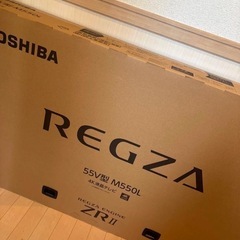 TOSHIBA
REGZA
55V型 M550L
4K液晶テレビ
REGZA ENGINE
ZRII